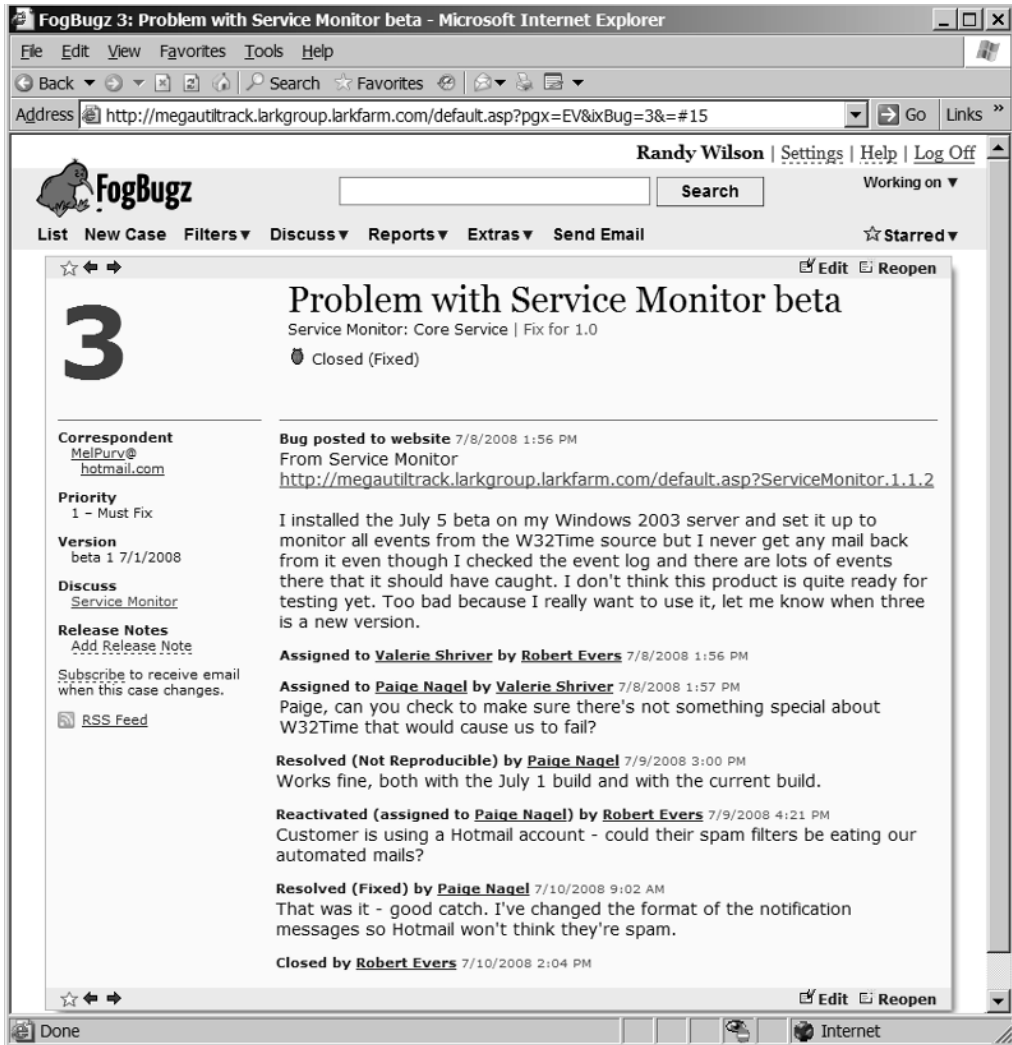 FogBugz 3: Problem with Service Monitor beta - Microsoft Internet Explorer
File Edit View Favorites Tools Help
Back Search Favorites
Address http://megautiltrack.larkgroup.larkfarm.com/default.asp?pgx=EV&ixBug=3&=#15 Go Links »
Randy Wilson | Settings | Help | Log Off
FogBugz Search Working on ▼
List New Case Filters▼ Discuss▼ Reports▼ Extras▼ Send Email ☆Starred▼
Edit Reopen
3
Problem with Service Monitor beta
Service Monitor: Core Service | Fix for 1.0
Closed (Fixed)
Correspondent
MelPurv@
hotmail.com
Priority
1 – Must Fix
Version
beta 1 7/1/2008
Discuss
Service Monitor
Release Notes
Add Release Note
Subscribe to receive email
when this case changes.
RSS Feed
Bug posted to website 7/8/2008 1:56 PM
From Service Monitor
http://megautiltrack.larkgroup.larkfarm.com/default.asp?ServiceMonitor.1.1.2
I installed the July 5 beta on my Windows 2003 server and set it up to
monitor all events from the W32Time source but I never get any mail back
from it even though I checked the event log and there are lots of events
there that it should have caught. I don't think this product is quite ready for
testing yet. Too bad because I really want to use it, let me know when three
is a new version.
Assigned to Valerie Shriver by Robert Evers 7/8/2008 1:56 PM
Assigned to Paige Nagel by Valerie Shriver 7/8/2008 1:57 PM
Paige, can you check to make sure there's not something special about
W32Time that would cause us to fail?
Resolved (Not Reproducible) by Paige Nagel 7/9/2008 3:00 PM
Works fine, both with the July 1 build and with the current build.
Reactivated (assigned to Paige Nagel) by Robert Evers 7/9/2008 4:21 PM
Customer is using a Hotmail account - could their spam filters be eating our
automated mails?
Resolved (Fixed) by Paige Nagel 7/10/2008 9:02 AM
That was it - good catch. I've changed the format of the notification
messages so Hotmail won't think they're spam.
Closed by Robert Evers 7/10/2008 2:04 PM
Edit Reopen
Done Internet